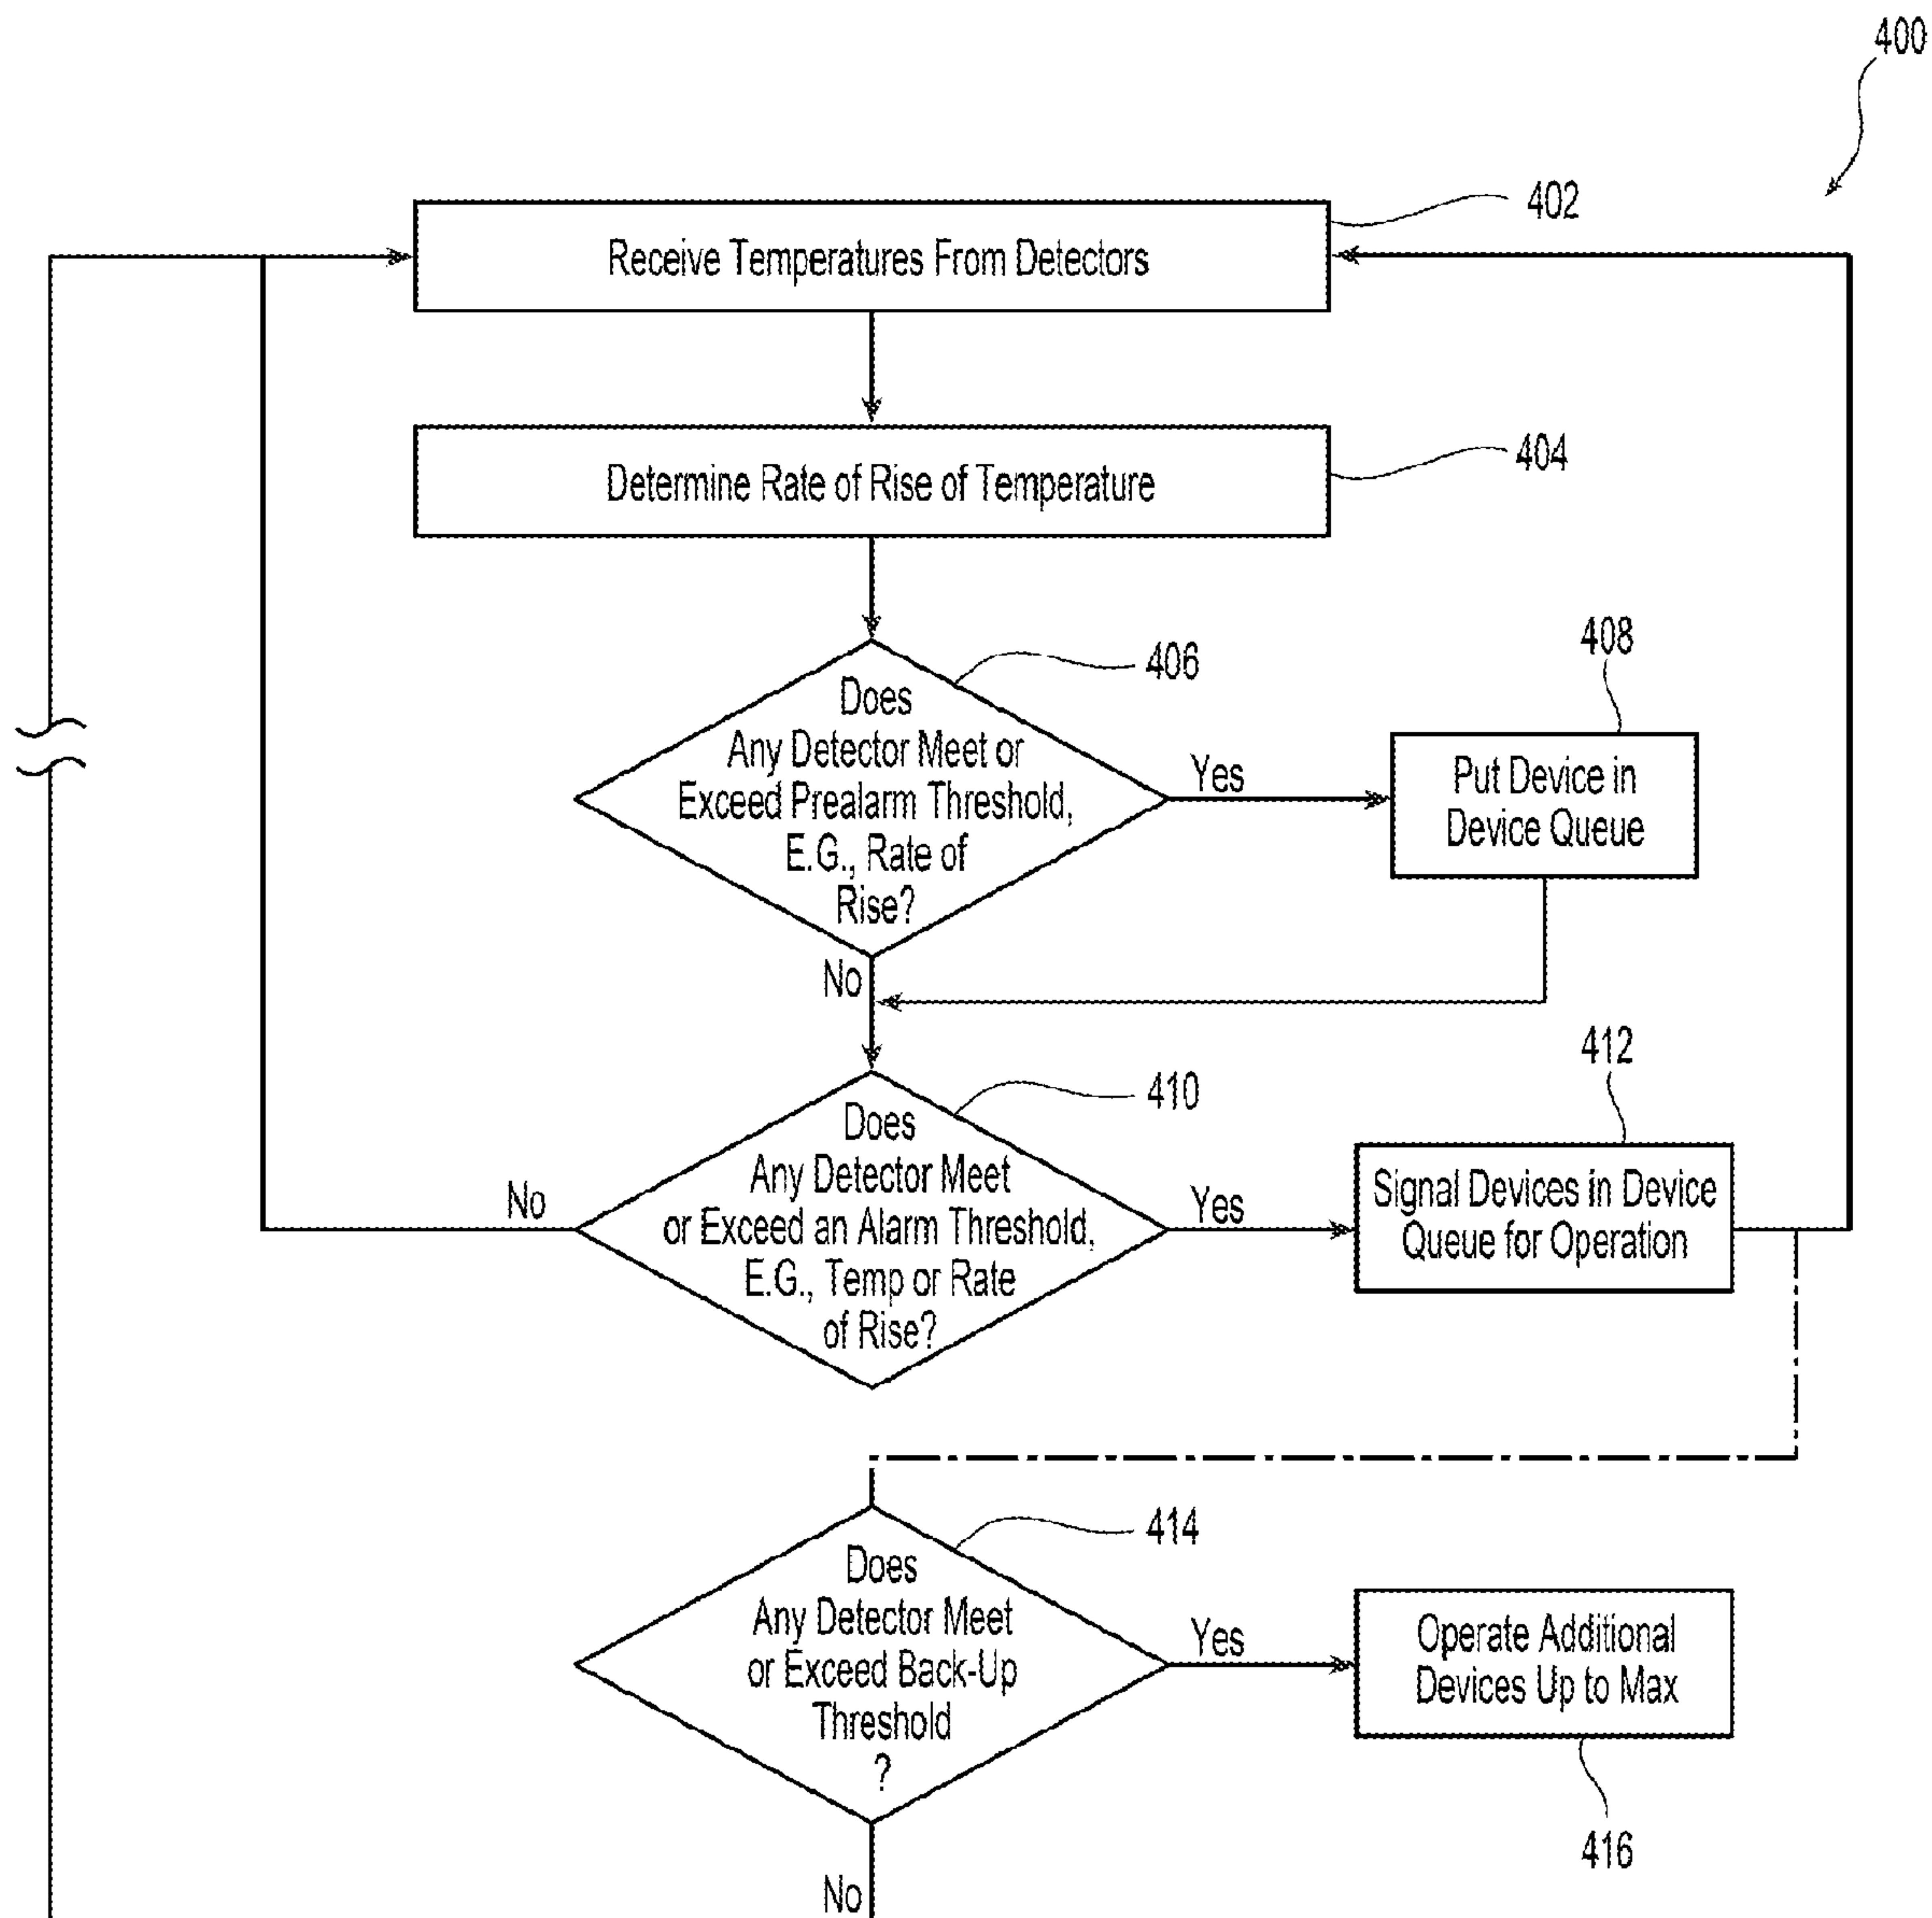 400
402
Receive Temperatures From Detectors
404
Determine Rate of Rise of Temperature
406
408
Does
Any Detector Meet or
Exceed Prealarm Threshold,
E.G., Rate of
Rise?
Yes
Put Device in
Device Queue
No
410
412
Does
Any Detector Meet
or Exceed an Alarm Threshold,
E.G., Temp or Rate
of Rise?
No
Yes
Signal Devices in Device
Queue for Operation
414
Does
Any Detector Meet
or Exceed Back-Up
Threshold
?
Yes
Operate Additional
Devices Up to Max
416
No